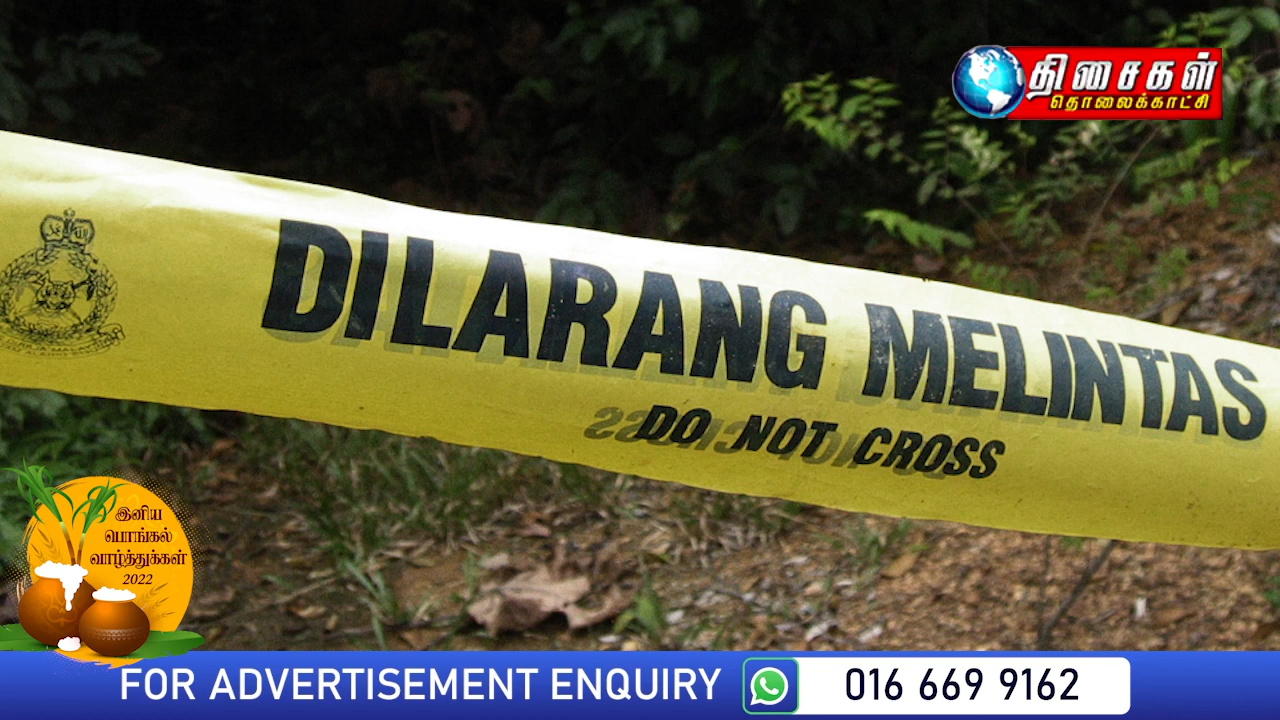 திசைகள்
தொலைக்காட்சி
DILARANG MELINTAS
DO NOT CROSS
இனிய
பொங்கல்
வாழ்த்துக்கள்
2022
FOR ADVERTISEMENT ENQUIRY
016 669 9162